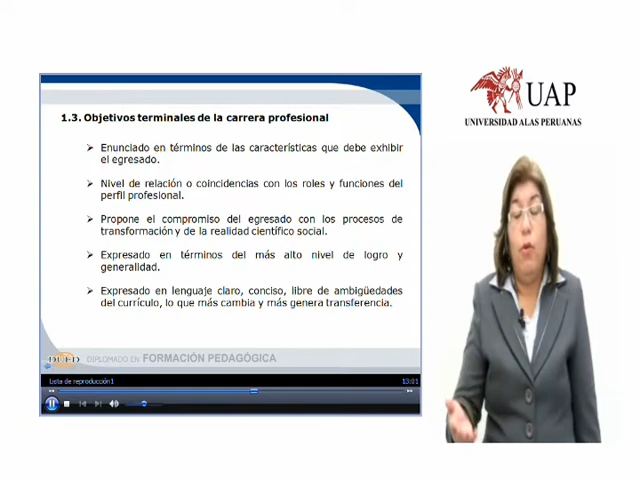 1.3. Objetivos terminales de la carrera profesional
➢ Enunciado en términos de las características que debe exhibir
el egresado.
➢ Nivel de relación o coincidencias con los roles y funciones del
perfil profesional.
➢ Propone el compromiso del egresado con los procesos de
transformación y de la realidad científico social.
➢ Expresado en términos del más alto nivel de logro y
generalidad.
➢ Expresado en lenguaje claro, conciso, libre de ambigüedades
del currículo, lo que más cambia y más genera transferencia.
DUED DIPLOMADO EN FORMACIÓN PEDAGÓGICA
Lista de reproducción1 13:01
UAP
UNIVERSIDAD ALAS PERUANAS